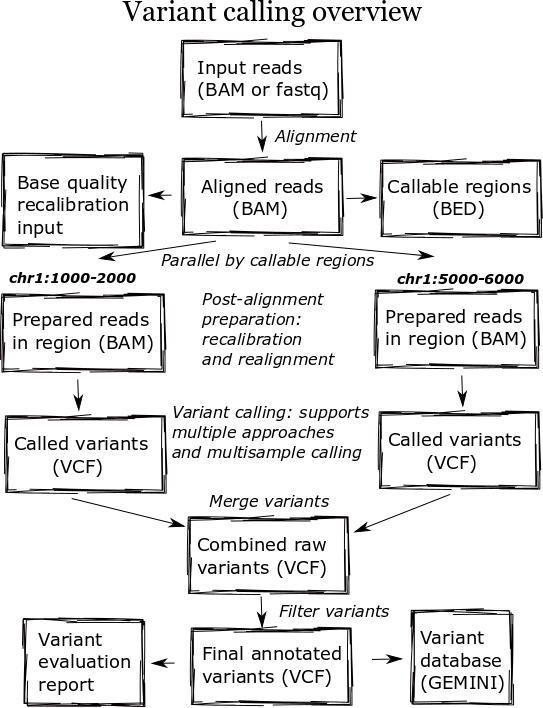 Variant calling overview
Input reads
(BAM or fastq)
Alignment
Base quality
recalibration
input
Aligned reads
(BAM)
Callable regions
(BED)
Parallel by callable regions
chr1:1000-2000
chr1:5000-6000
Prepared reads
in region (BAM)
Post-alignment
preparation:
recalibration
and realignment
Prepared reads
in region (BAM)
Called variants
(VCF)
Variant calling: supports
multiple approaches
and multisample calling
Called variants
(VCF)
Merge variants
Combined raw
variants (VCF)
Filter variants
Variant
evaluation
report
Final annotated
variants (VCF)
Variant
database
(GEMINI)